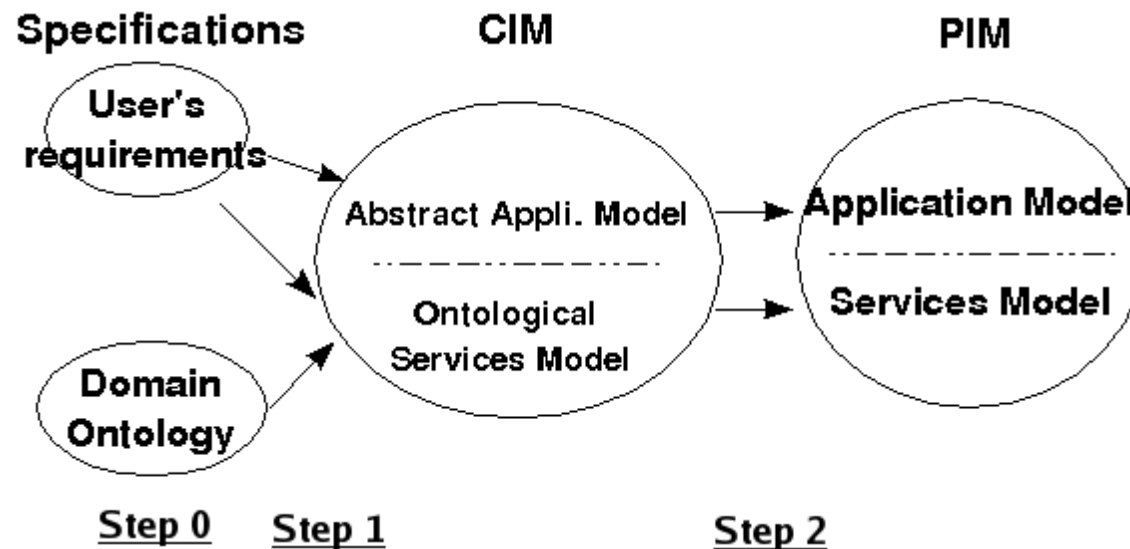 Specifications
CIM
PIM
User's
requirements
Abstract Appli. Model
Ontological
Services Model
Application Model
Services Model
Domain
Ontology
Step 0
Step 1
Step 2